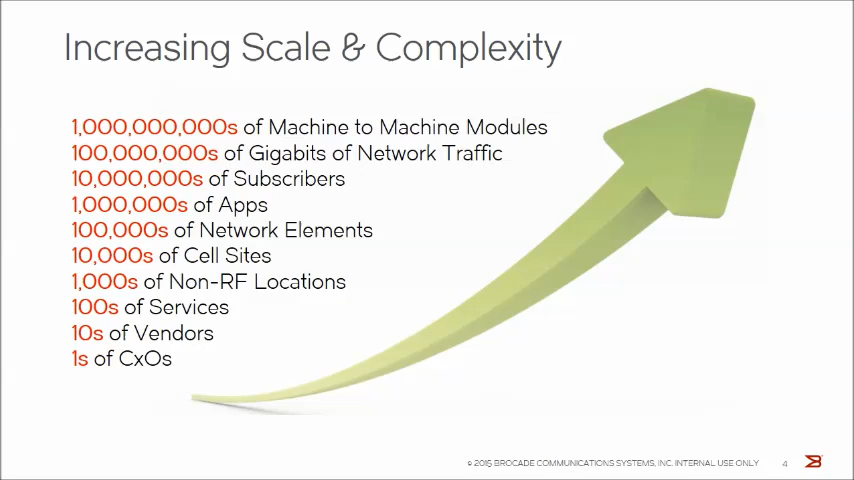 Increasing Scale & Complexity
1,000,000,000s of Machine to Machine Modules
100,000,000s of Gigabits of Network Traffic
10,000,000s of Subscribers
1,000,000s of Apps
100,000s of Network Elements
10,000s of Cell Sites
1,000s of Non-RF Locations
100s of Services
10s of Vendors
1s of CxOs
© 2015 BROCADE COMMUNICATIONS SYSTEMS, INC. INTERNAL USE ONLY 4